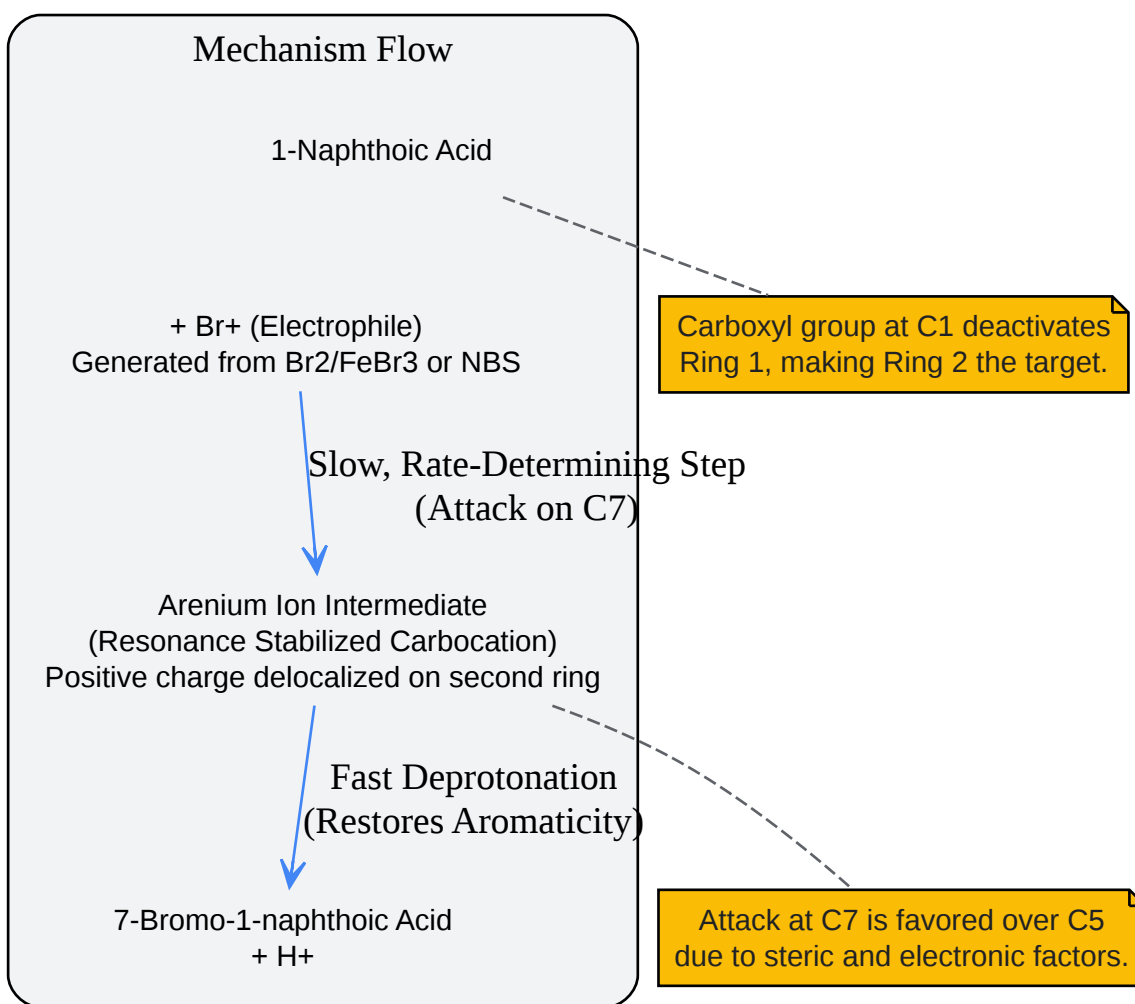 Mechanism Flow
1-Naphthoic Acid
+ Br+ (Electrophile)
Generated from Br2/FeBr3 or NBS
Carboxyl group at C1 deactivates
Ring 1, making Ring 2 the target.
Slow, Rate-Determining Step
(Attack on C7)
Arenium Ion Intermediate
(Resonance Stabilized Carbocation)
Positive charge delocalized on second ring
Fast Deprotonation
(Restores Aromaticity)
7-Bromo-1-naphthoic Acid
+ H+
Attack at C7 is favored over C5
due to steric and electronic factors.